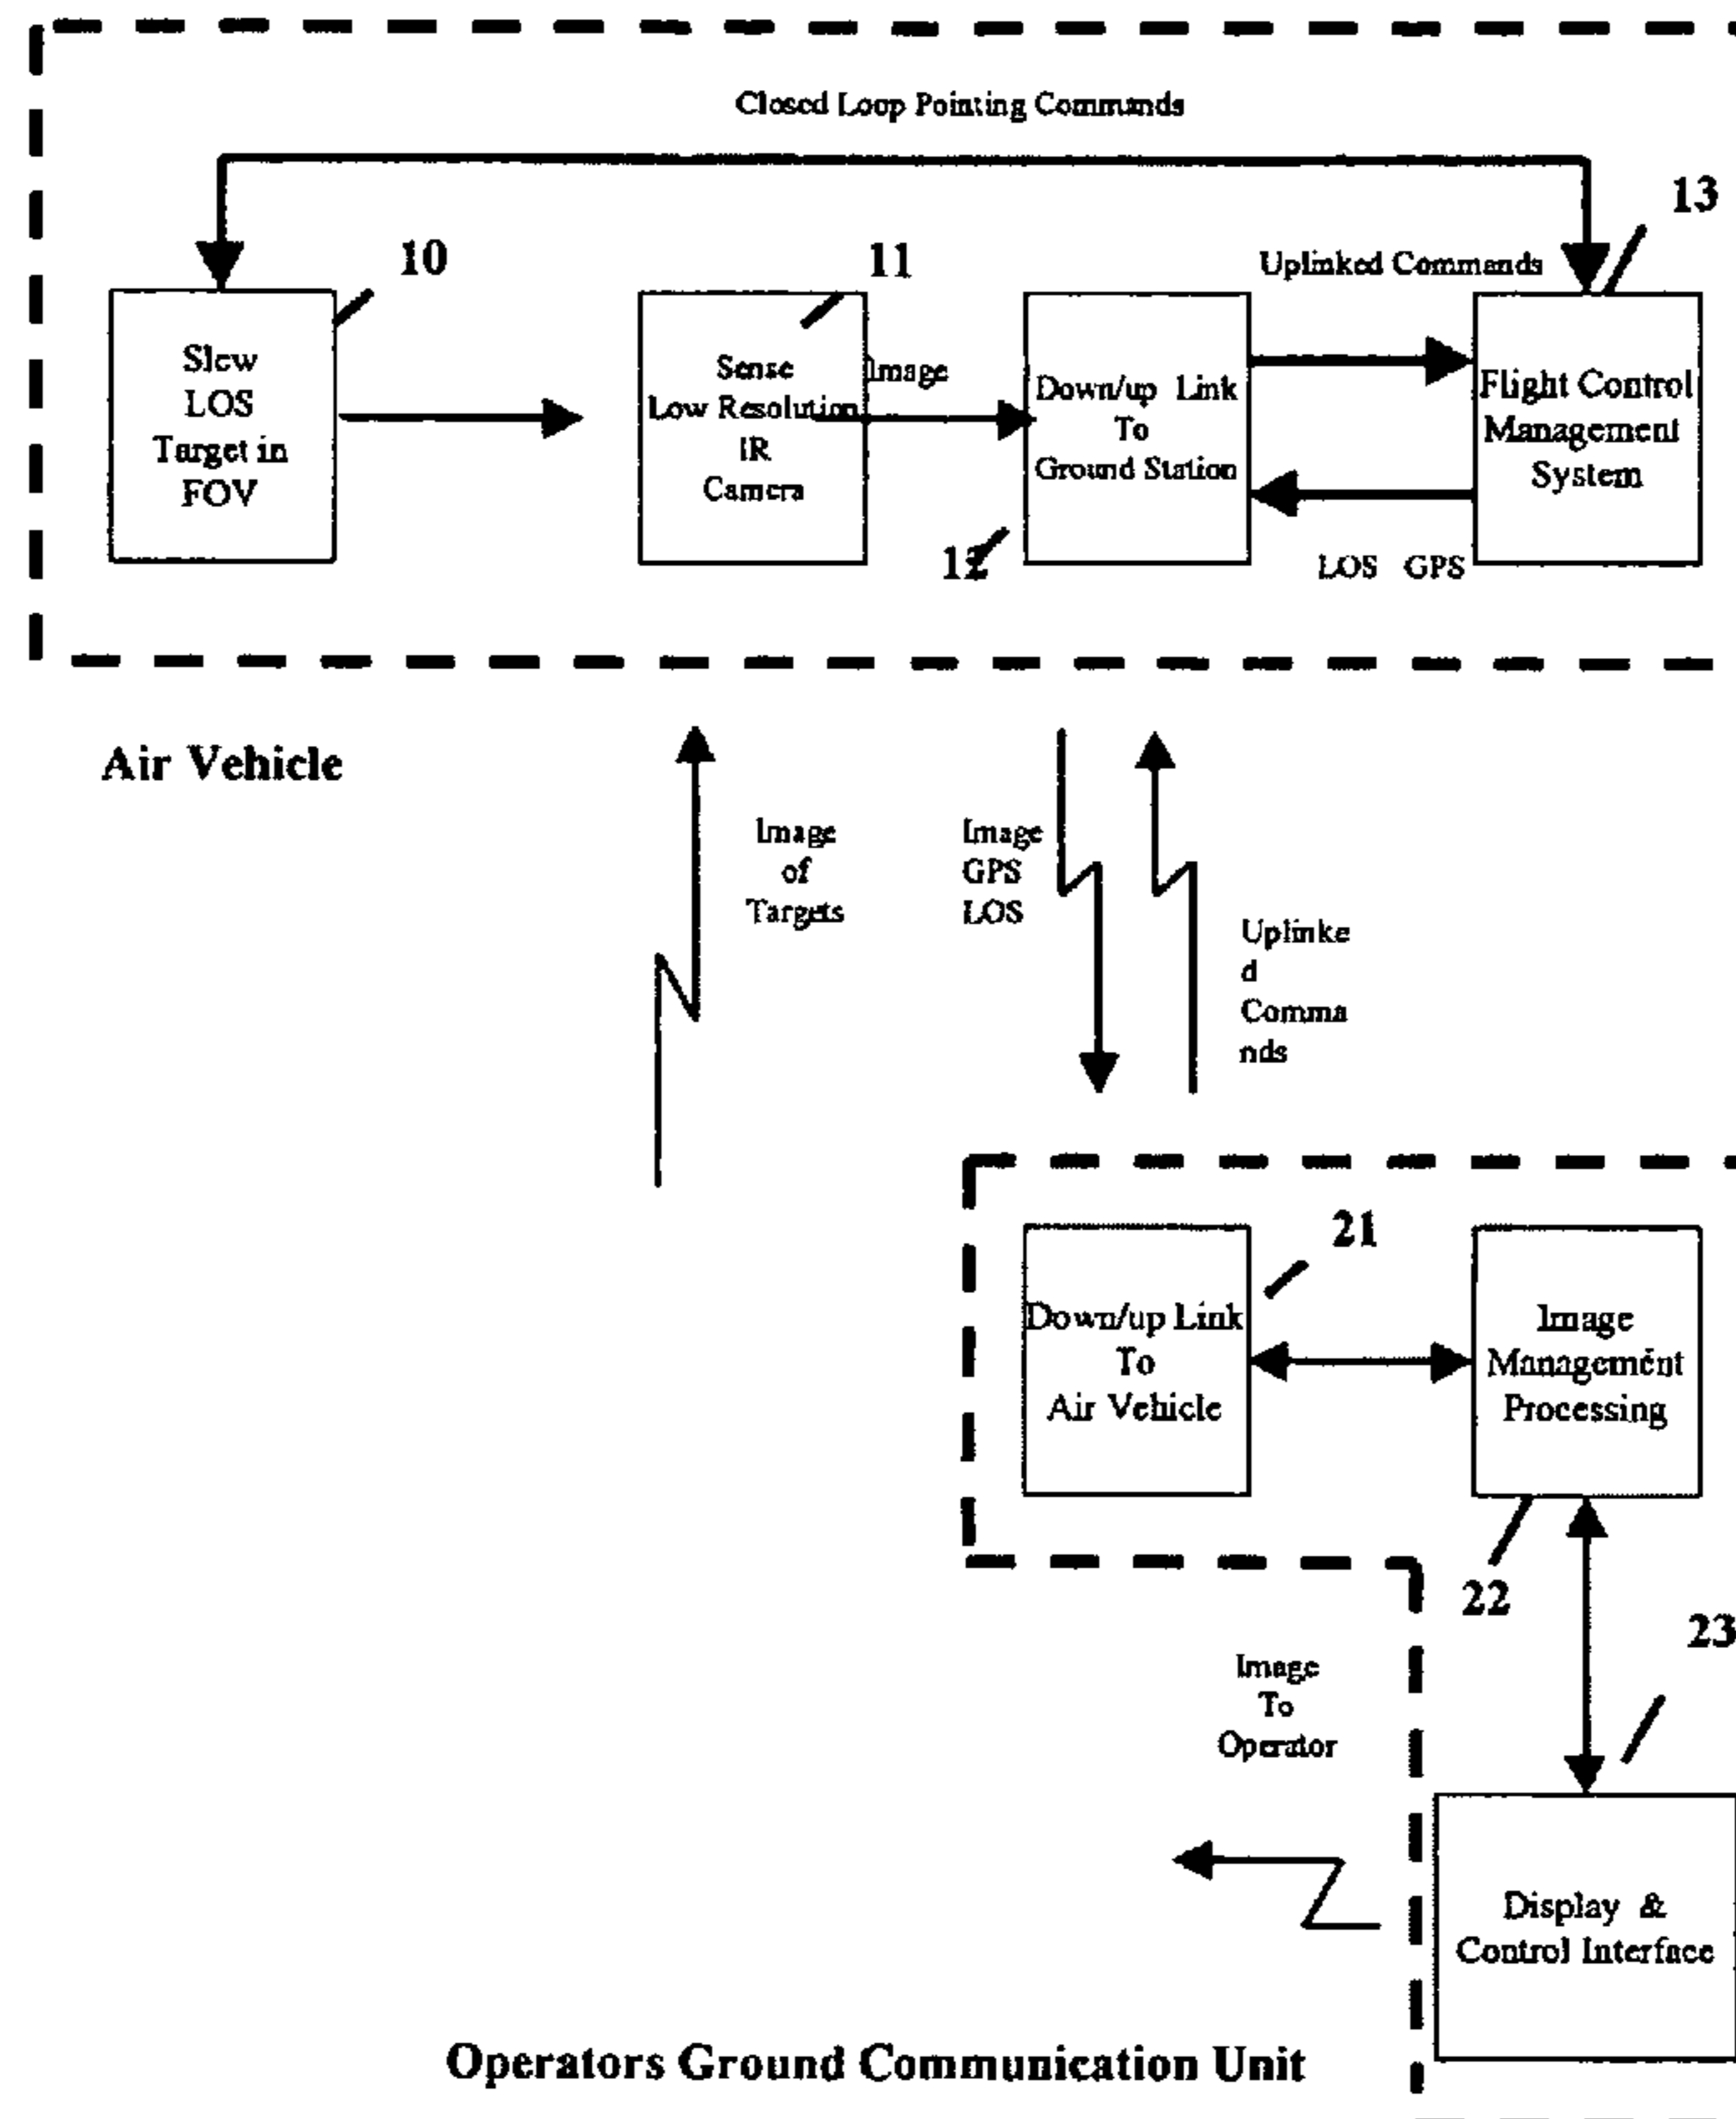 Closed Loop Pointing Commands
13
10
11
Uplinked Commands
Slew
LOS
Target in
FOV
Sense
Low Resolution
IR
Camera
Image
Down/up Link
To
Ground Station
Flight Control
Management
System
12
LOS GPS
Air Vehicle
Image
of
Targets
Image
GPS
LOS
Uplinke
d
Comma
nds
21
Down/up Link
To
Air Vehicle
Image
Management
Processing
22
23
Image
To
Operator
Display &
Control Interface
Operators Ground Communication Unit